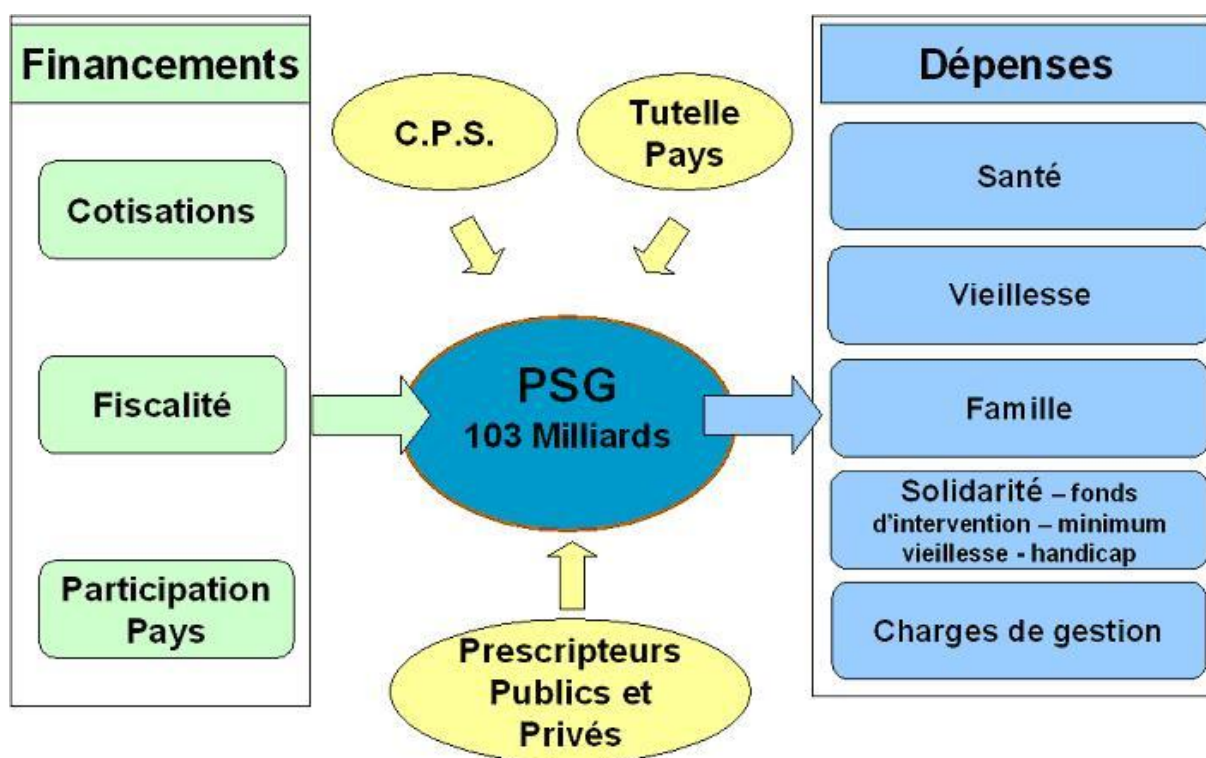 Financements
Cotisations
Fiscalité
Participation
Pays
C.P.S.
Tutelle
Pays
PSG
103 Milliards
Prescripteurs
Publics et
Privés
Dépenses
Santé
Vieillesse
Famille
Solidarité – fonds
d'intervention – minimum
vieillesse - handicap
Charges de gestion